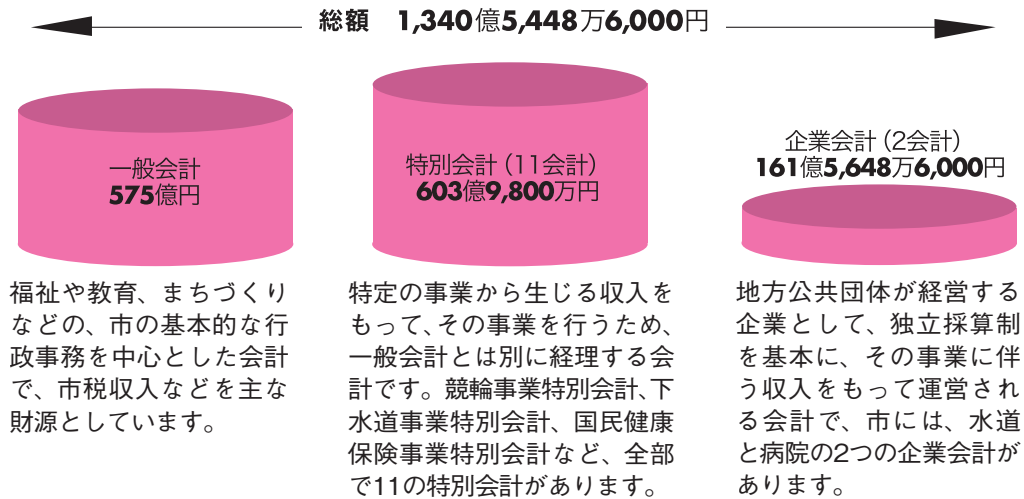 総額 1,340億5,448万6,000円
一般会計
575億円
福祉や教育、まちづくり
などの、市の基本的な行
政事務を中心とした会計
で、市税収入などを主な
財源としています。
特別会計（11会計）
603億9,800万円
特定の事業から生じる収入を
もって、その事業を行うため、
一般会計とは別に経理する会
計です。競輪事業特別会計、下
水道事業特別会計、国民健康
保険事業特別会計など、全部
で11の特別会計があります。
企業会計（2会計）
161億5,648万6,000円
地方公共団体が経営する
企業として、独立採算制
を基本に、その事業に伴
う収入をもって運営され
る会計で、市には、水道
と病院の2つの企業会計が
あります。